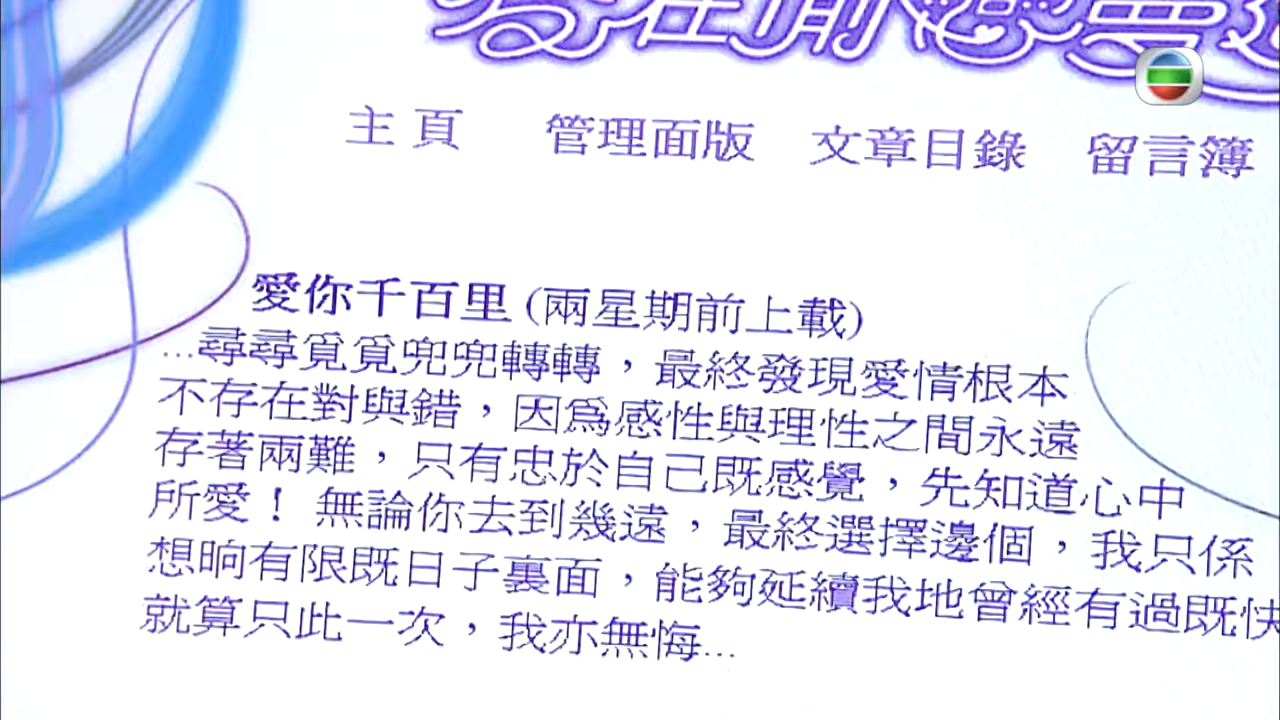 主頁 管理面版 文章目錄 留言簿
愛你千百里 (兩星期前上載)
...尋尋覓覓兜兜轉轉，最終發現愛情根本
不存在對與錯，因為感性與理性之間永遠
存著兩難，只有忠於自己既感覺，先知道心中
所愛！ 無論你去到幾遠，最終選擇邊個，我只係
想晌有限既日子裏面，能夠延續我地曾經有過既快
就算只此一次，我亦無悔...